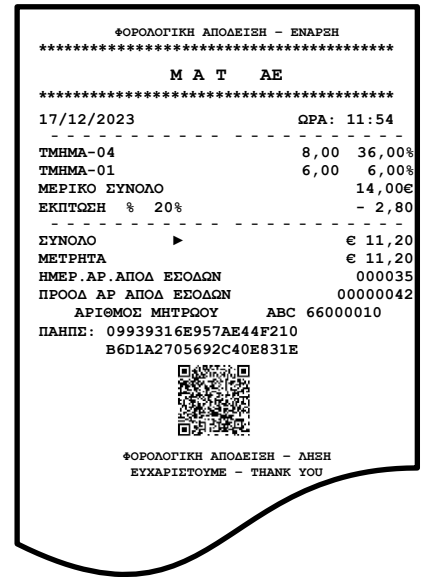 ΦΟΡΟΛΟΓΙΚΗ ΑΠΟΔΕΙΞΗ – ΕΝΑΡΞΗ
******************************************
Μ Α Τ ΑΕ
******************************************
17/12/2023 ΩΡΑ: 11:54
- - - - - - - - - - - - - - - - - - - -
ΤΜΗΜΑ-04 8,00 36,00%
ΤΜΗΜΑ-01 6,00 6,00%
ΜΕΡΙΚΟ ΣΥΝΟΛΟ 14,00€
ΕΚΠΤΩΣΗ % 20% - 2,80
- - - - - - - - - - - - - - - - - - - -
ΣΥΝΟΛΟ ► € 11,20
ΜΕΤΡΗΤΑ € 11,20
ΗΜΕΡ.ΑΡ.ΑΠΟΔ ΕΣΟΔΩΝ 000035
ΠΡΟΟΔ ΑΡ ΑΠΟΔ ΕΣΟΔΩΝ 00000042
ΑΡΙΘΜΟΣ ΜΗΤΡΩΟΥ ABC 66000010
ΠΑΗΠΣ: 09939316E957AE44F210
B6D1A2705692C40E831E
ΦΟΡΟΛΟΓΙΚΗ ΑΠΟΔΕΙΞΗ – ΛΗΞΗ
ΕΥΧΑΡΙΣΤΟΥΜΕ – THANK YOU